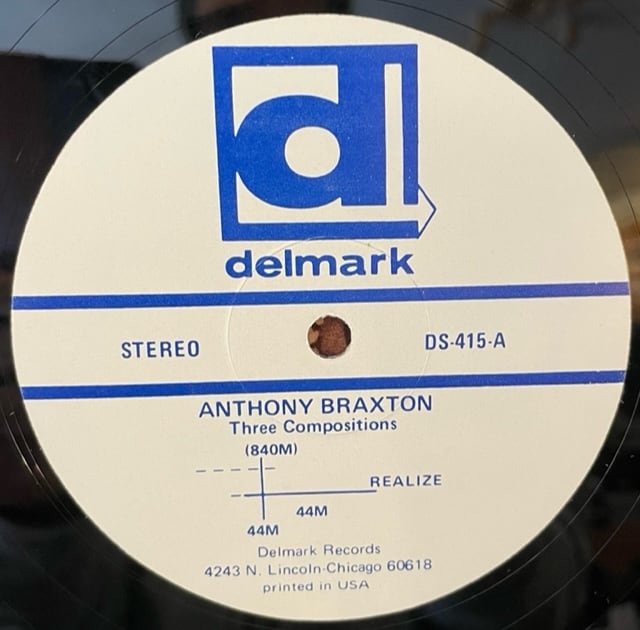 d
delmark
STEREO
DS-415-A
ANTHONY BRAXTON
Three Compositions
(840M)
REALIZE
44M
44M
Delmark Records
4243 N. Lincoln-Chicago 60618
printed in USA